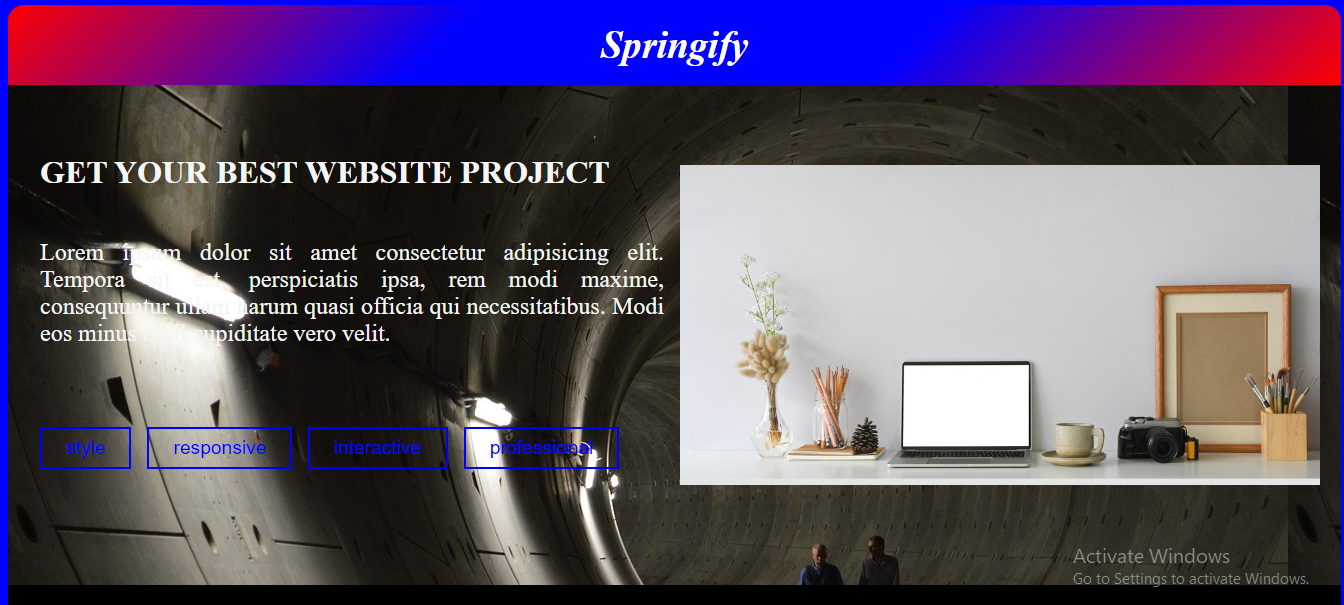 Springify
GET YOUR BEST WEBSITE PROJECT
Lorem ipsum dolor sit amet consectetur adipisicing elit.
Tempora sit est perspiciatis ipsa, rem modi maxime,
consequuntur ullam harum quasi officia qui necessitatibus. Modi
eos minus cupiditate vero velit.
style responsive interactive professional
Activate Windows
Go to Settings to activate Windows.